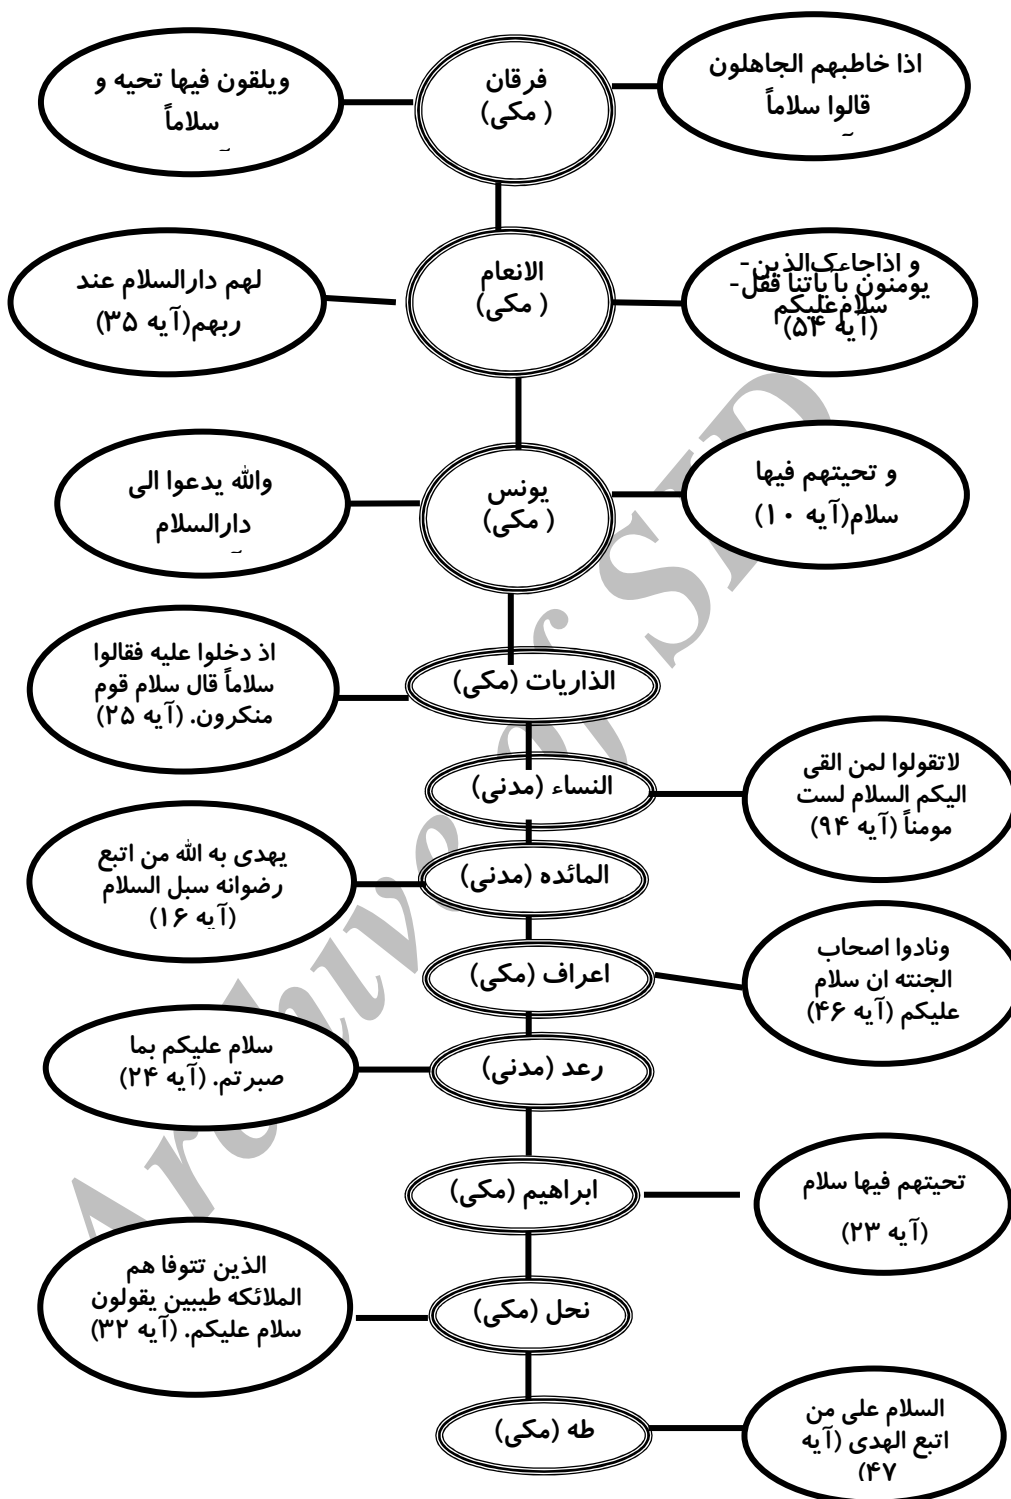 اذا خاطبهم الجاهلون
قالوا سلاماً
فرقان
( مکی)
ویلقون فیها تحیه و
سلاماً
و اذاجاءک‌الذین-
یومنون بآیاتنا فقل-
سلام‌علیکم
(آیه ۵۴)
الانعام
( مکی)
لهم دارالسلام عند
ربهم(آیه ۳۵)
و تحیتهم فیها
سلام(آیه ۱۰)
یونس
( مکی)
والله یدعوا الی
دارالسلام
الذاریات (مکی)
اذ دخلوا علیه فقالوا
سلاماً قال سلام قوم
منکرون. (آیه ۲۵)
النساء (مدنی)
لاتقولوا لمن القی
الیکم السلام لست
مومناً (آیه ۹۴)
المائده (مدنی)
یهدی به الله من اتبع
رضوانه سبل السلام
(آیه ۱۶)
اعراف (مکی)
ونادوا اصحاب
الجنته ان سلام
علیکم (آیه ۴۶)
رعد (مدنی)
سلام علیکم بما
صبرتم. (آیه ۲۴)
ابراهیم (مکی)
تحیتهم فیها سلام
(آیه ۲۳)
نحل (مکی)
الذین تتوفا هم
الملائکه طیبین یقولون
سلام علیکم. (آیه ۳۲)
طه (مکی)
السلام علی من
اتبع الهدی (آیه
۴۷)
Archive of SID